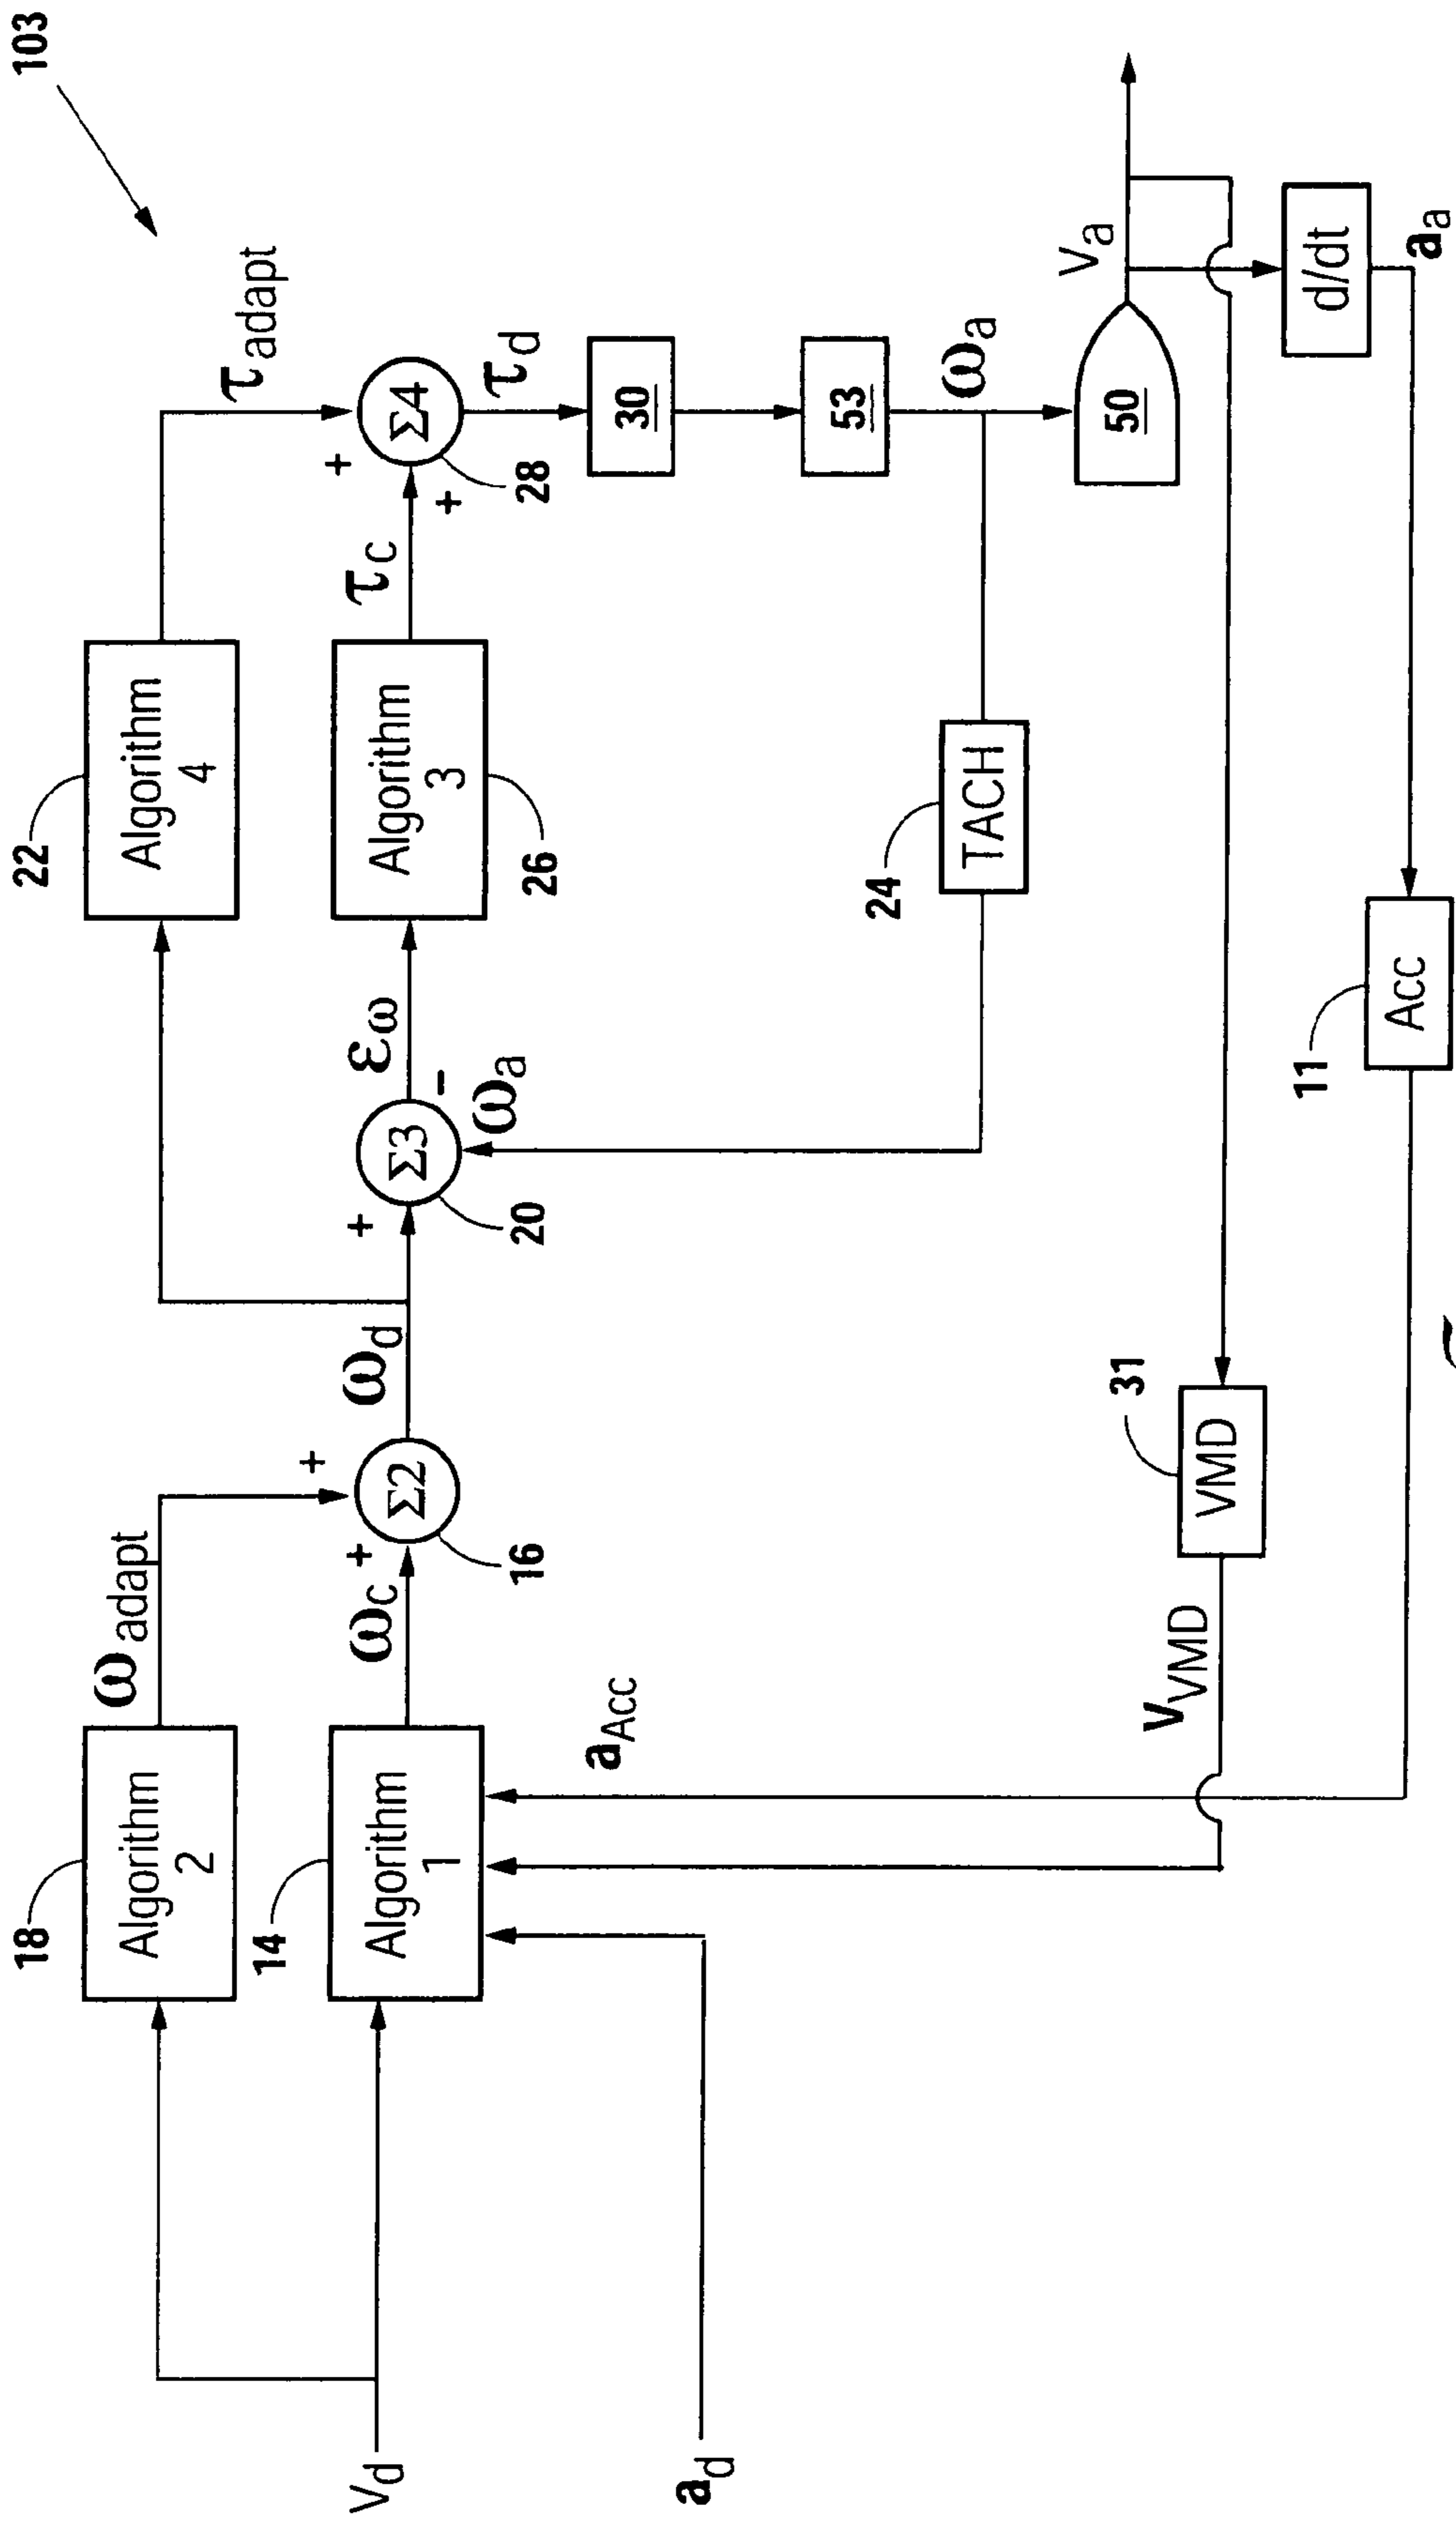 103
22
Algorithm
4
τadapt
18
Algorithm
2
ωadapt
+
+
Vd
14
Algorithm
1
ωc
+
Σ2
16
ωd
+
Σ3
20
εω
-
ωa
Algorithm
3
26
τc
+
Σ4
28
τd
30
53
ωa
ad
aAcc
24
TACH
50
Va
VVMD
31
VMD
d/dt
aa
11
Acc